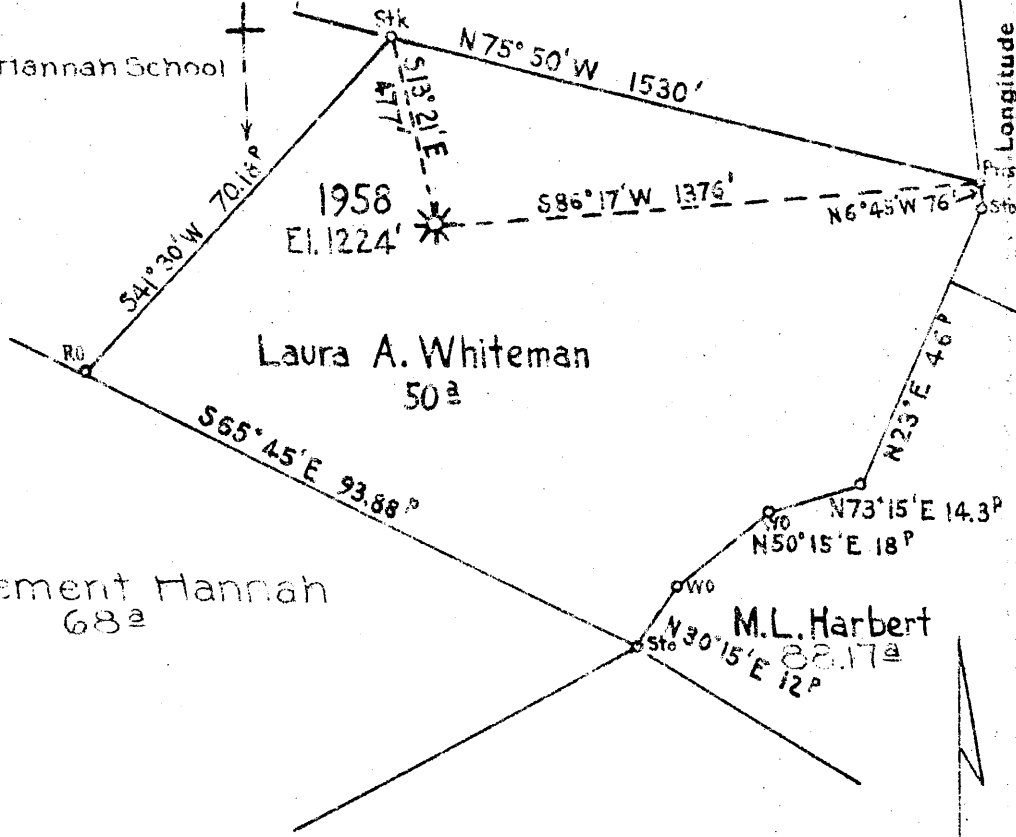 Stk
N75°50'W 1530'
Hannah School
Longitude
S13°21'E
477'
70.18ᴾ
S41°30'W
1958
El. 1224'
S86°17'W 1376'
N6°45'W 76'
Sto
RO
Laura A. Whiteman
50ª
N23°E 46ᴾ
S65°45'E 93.88ᴾ
N73°15'E 14.3ᴾ
N50°15'E 18ᴾ
ement Hannah
68ª
WO
M.L. Harbert
88.17ª
Sto
N30°15'E 12ᴾ